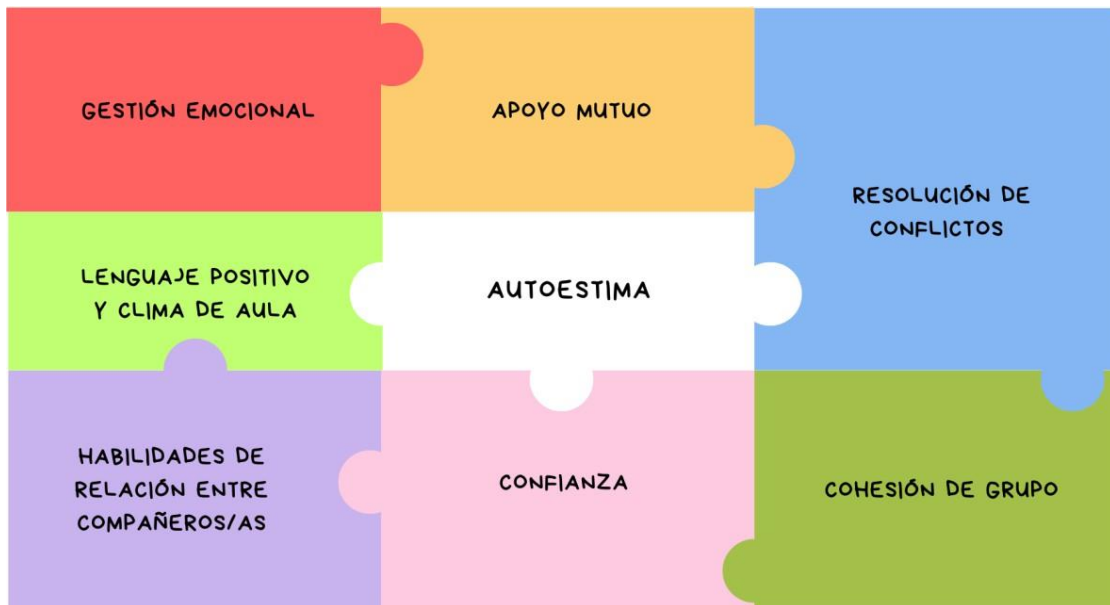 GESTIÓN EMOCIONAL
APOYO MUTUO
RESOLUCIÓN DE
CONFLICTOS
LENGUAJE POSITIVO
Y CLIMA DE AULA
AUTOESTIMA
HABILIDADES DE
RELACIÓN ENTRE
COMPAÑEROS/AS
CONFIANZA
COHESIÓN DE GRUPO